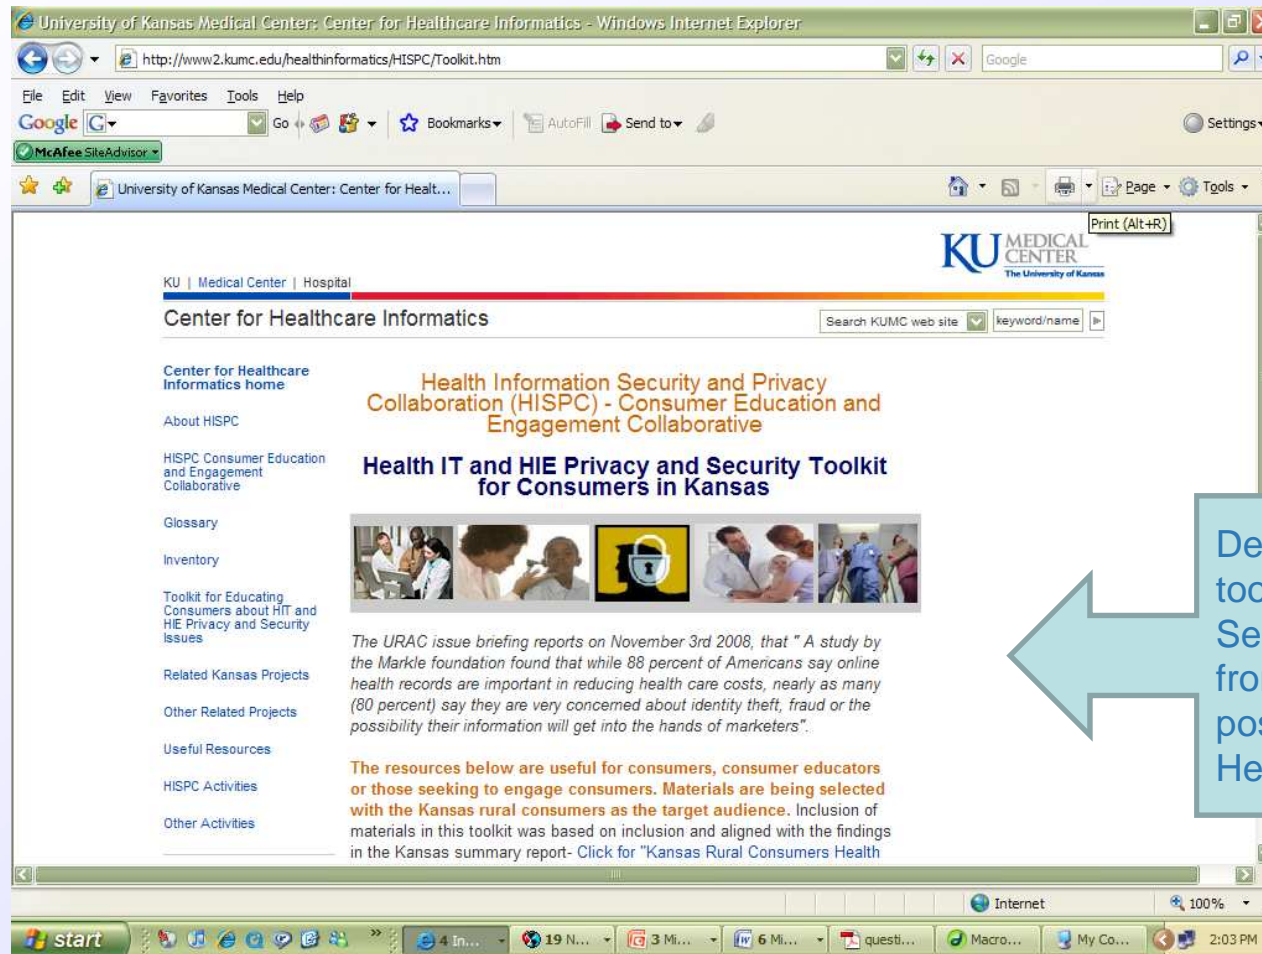 University of Kansas Medical Center: Center for Healthcare Informatics - Windows Internet Explorer
http://www2.kumc.edu/healthinformatics/HISPC/Toolkit.htm
Google
File Edit View Favorites Tools Help
Google G Go Bookmarks AutoFill Send to Settings
McAfee SiteAdvisor
University of Kansas Medical Center: Center for Healt... Page Tools
Print (Alt+R)
KU MEDICAL
CENTER
The University of Kansas
KU | Medical Center | Hospital
Center for Healthcare Informatics
Search KUMC web site keyword/name
Center for Healthcare
Informatics home
About HISPC
HISPC Consumer Education
and Engagement
Collaborative
Glossary
Inventory
Toolkit for Educating
Consumers about HIT and
HIE Privacy and Security
Issues
Related Kansas Projects
Other Related Projects
Useful Resources
HISPC Activities
Other Activities
Health Information Security and Privacy
Collaboration (HISPC) - Consumer Education and
Engagement Collaborative
Health IT and HIE Privacy and Security Toolkit
for Consumers in Kansas
The URAC issue briefing reports on November 3rd 2008, that " A study by
the Markle foundation found that while 88 percent of Americans say online
health records are important in reducing health care costs, nearly as many
(80 percent) say they are very concerned about identity theft, fraud or the
possibility their information will get into the hands of marketers".
The resources below are useful for consumers, consumer educators
or those seeking to engage consumers. Materials are being selected
with the Kansas rural consumers as the target audience. Inclusion of
materials in this toolkit was based on inclusion and aligned with the findings
in the Kansas summary report- Click for "Kansas Rural Consumers Health
De
too
Se
fro
pos
He
Internet 100%
start 4 In... 19 N... 3 Mi... 6 Mi... questi... Macro... My Co... 2:03 PM